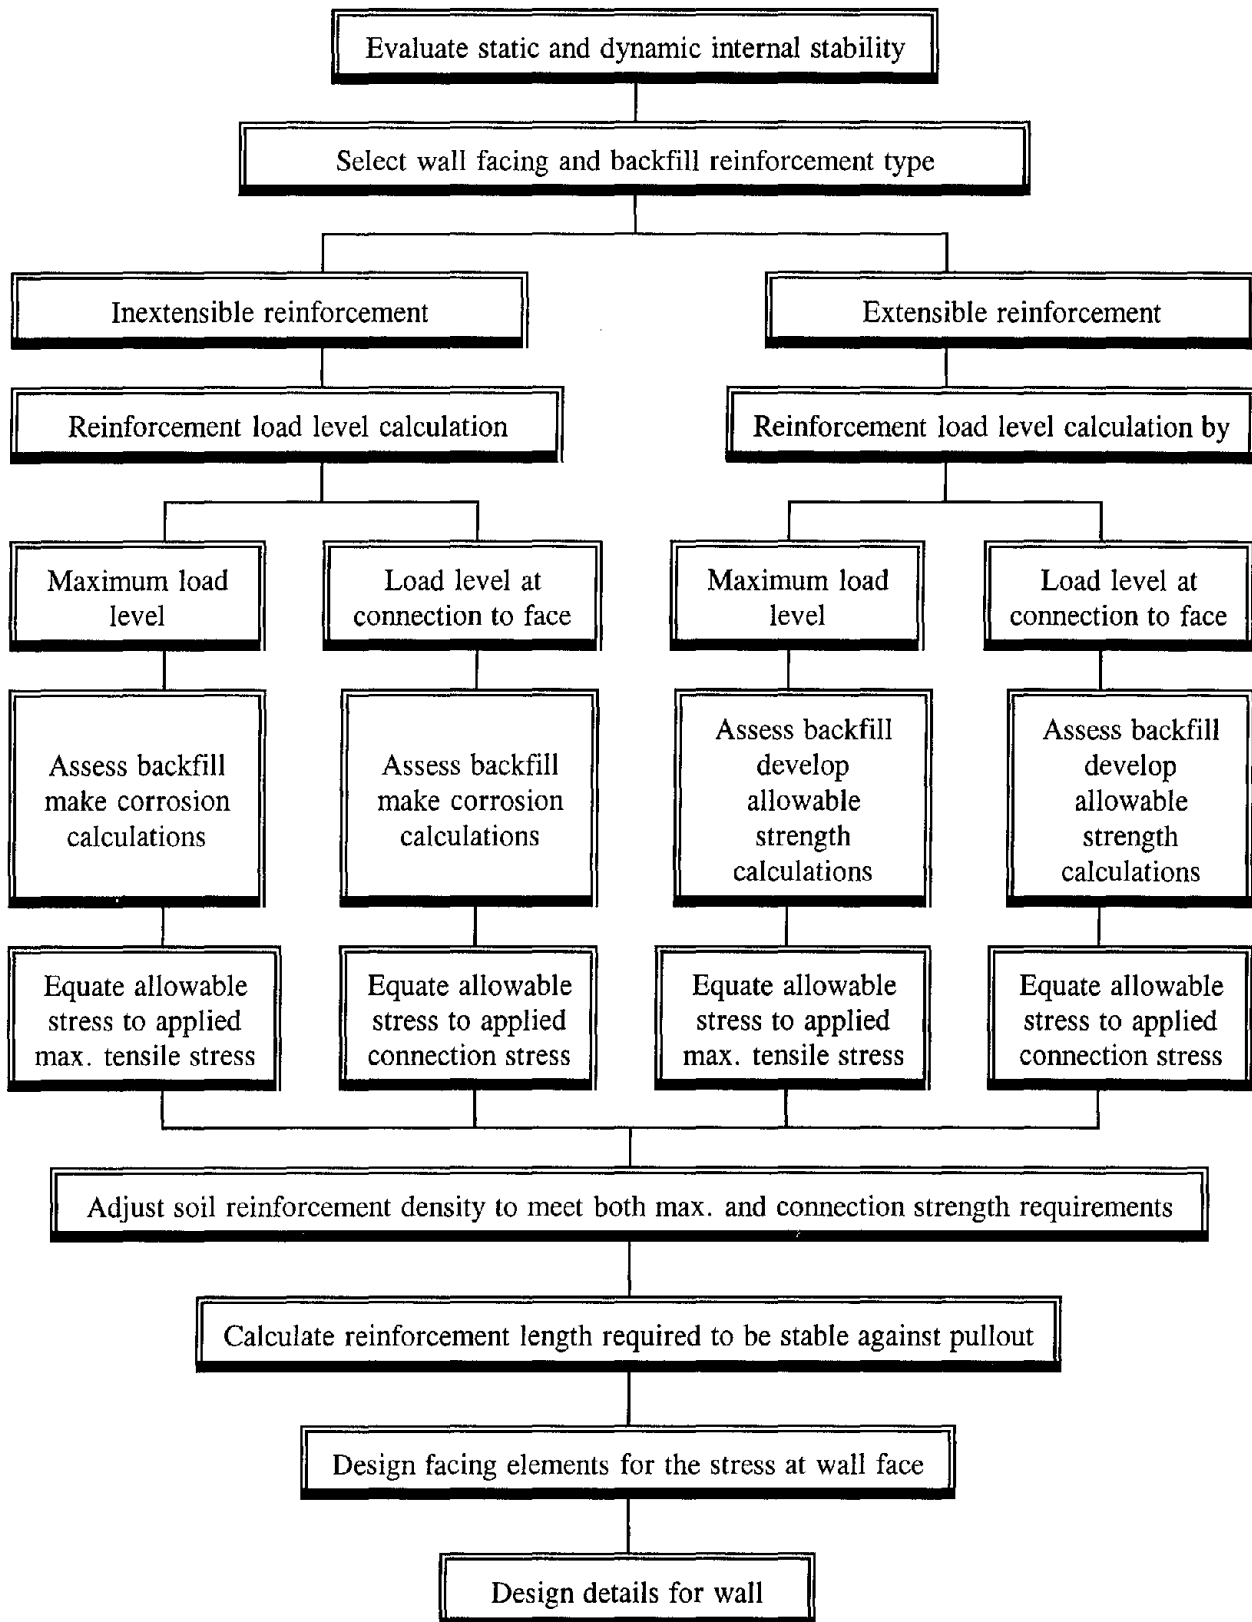 Evaluate static and dynamic internal stability
Select wall facing and backfill reinforcement type
Inextensible reinforcement
Extensible reinforcement
Reinforcement load level calculation
Reinforcement load level calculation by
Maximum load
level
Load level at
connection to face
Maximum load
level
Load level at
connection to face
Assess backfill
make corrosion
calculations
Assess backfill
make corrosion
calculations
Assess backfill
develop
allowable
strength
calculations
Assess backfill
develop
allowable
strength
calculations
Equate allowable
stress to applied
max. tensile stress
Equate allowable
stress to applied
connection stress
Equate allowable
stress to applied
max. tensile stress
Equate allowable
stress to applied
connection stress
Adjust soil reinforcement density to meet both max. and connection strength requirements
Calculate reinforcement length required to be stable against pullout
Design facing elements for the stress at wall face
Design details for wall